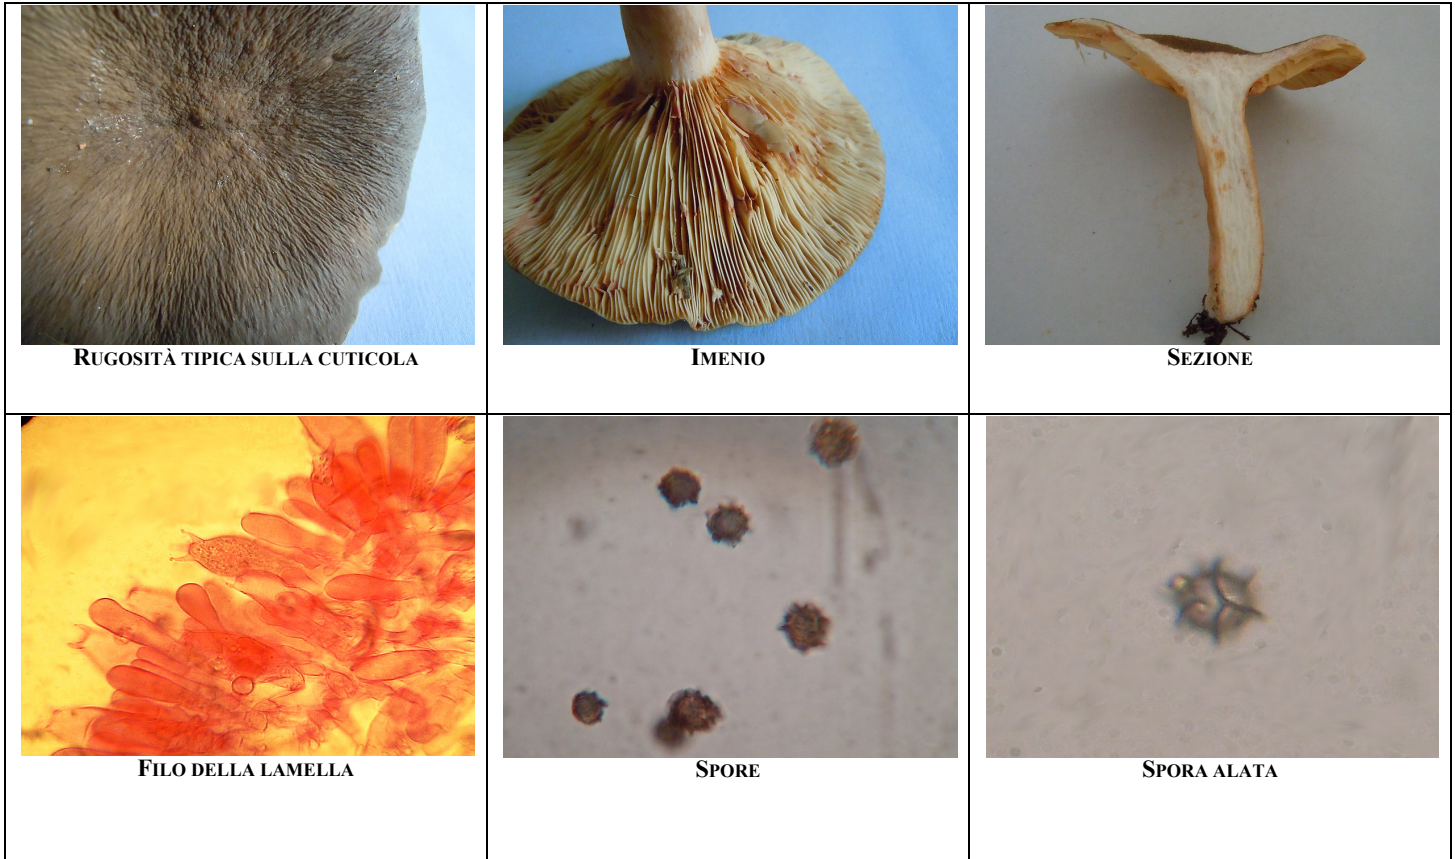 RUGOSITÀ TIPICA SULLA CUTICOLA
IMENIO
SEZIONE
FILO DELLA LAMELLA
SPORE
SPORA ALATA